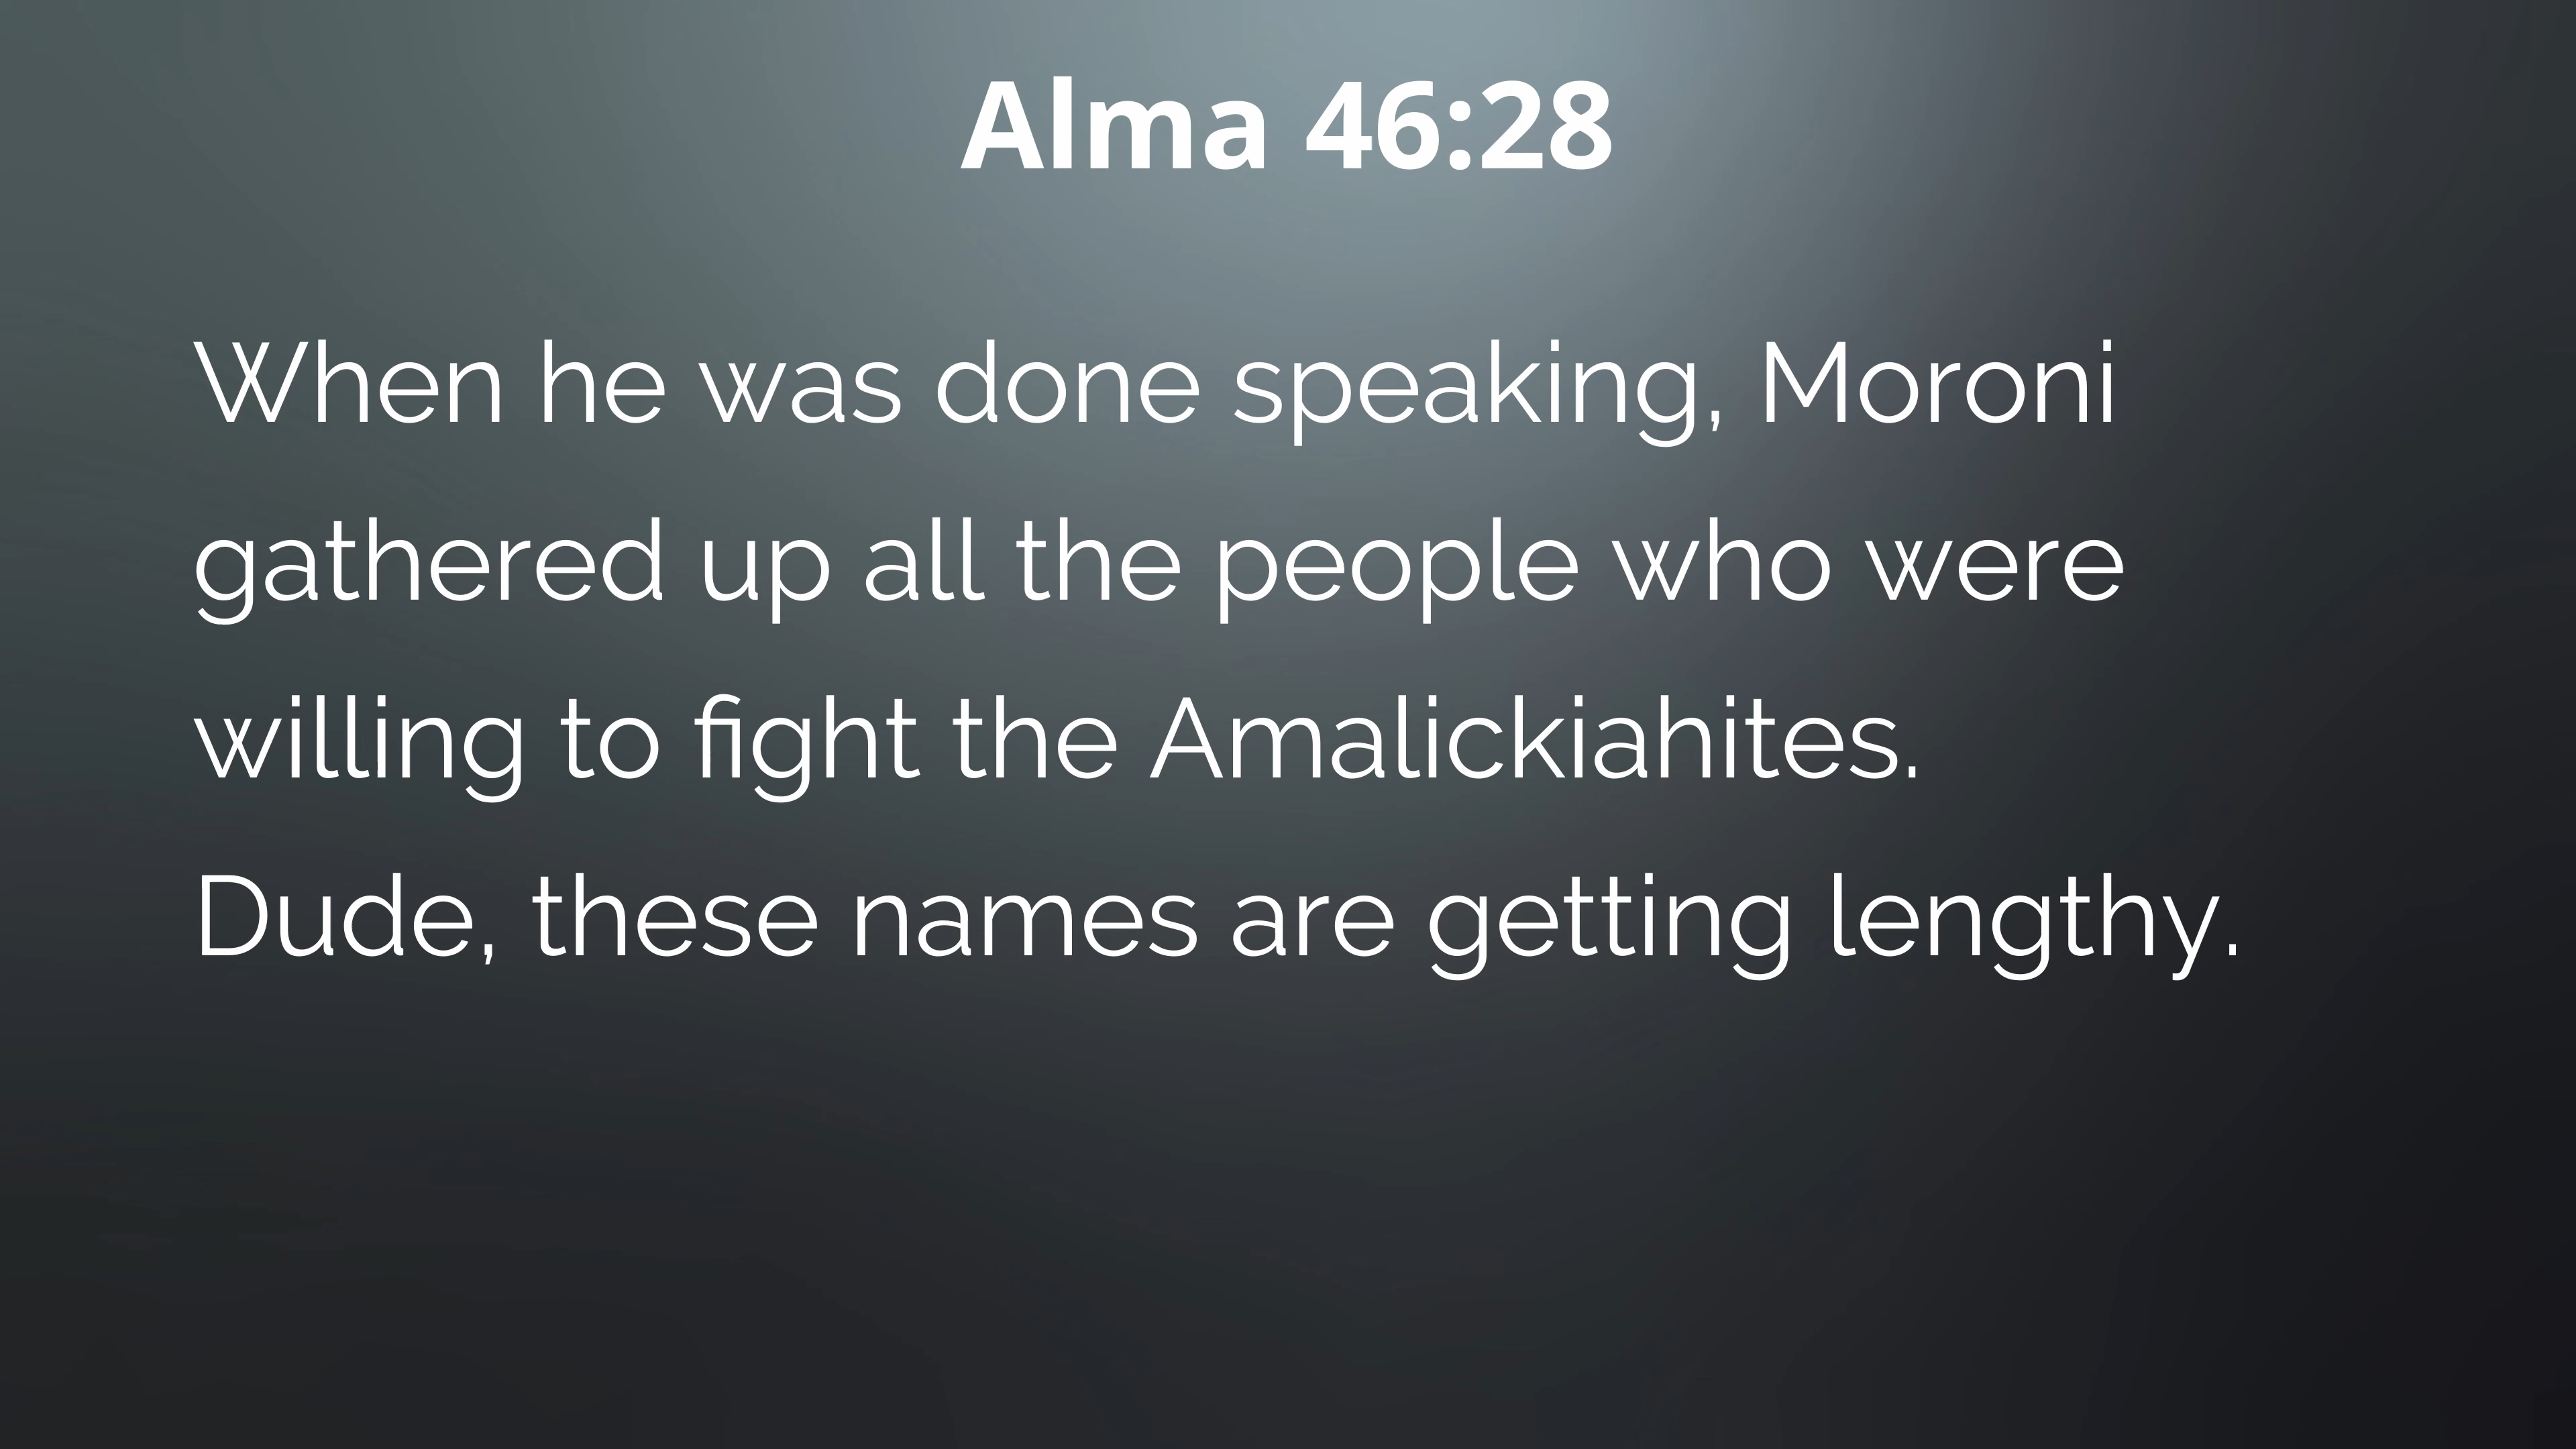 Alma 46:28
When he was done speaking, Moroni
gathered up all the people who were
willing to fight the Amalickiahites.
Dude, these names are getting lengthy.